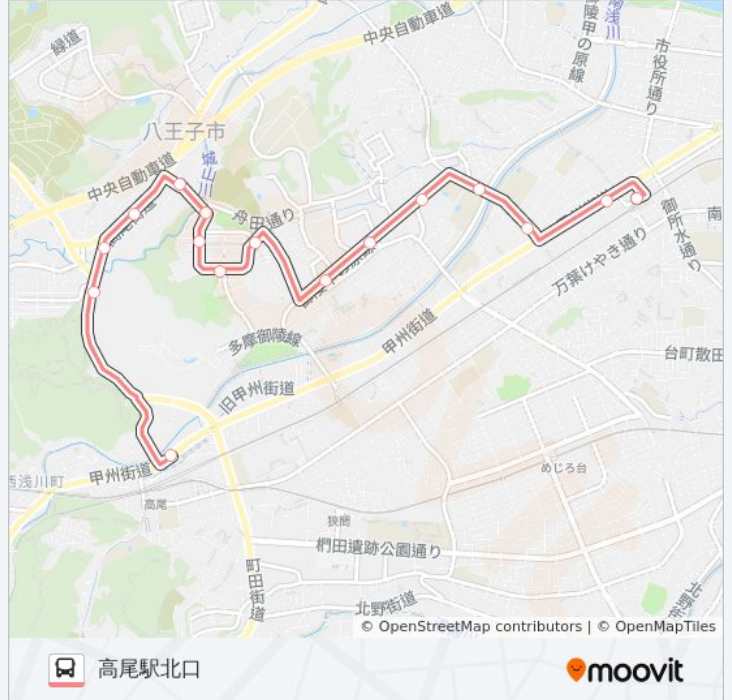 中央自動車道
陵甲の原線
浅川
市役所通り
緑道
八王子市
中央自動車道
舟田通り
御所水通り
南
万葉けやき通り
多摩御陵線
甲州街道
台町散田
旧甲州街道
甲州街道
西浅川町
高尾
めじろ台
狭間
椚田遺跡公園通り
町田街道
北野街道
© OpenStreetMap contributors | © OpenMapTiles
高尾駅北口
moovit